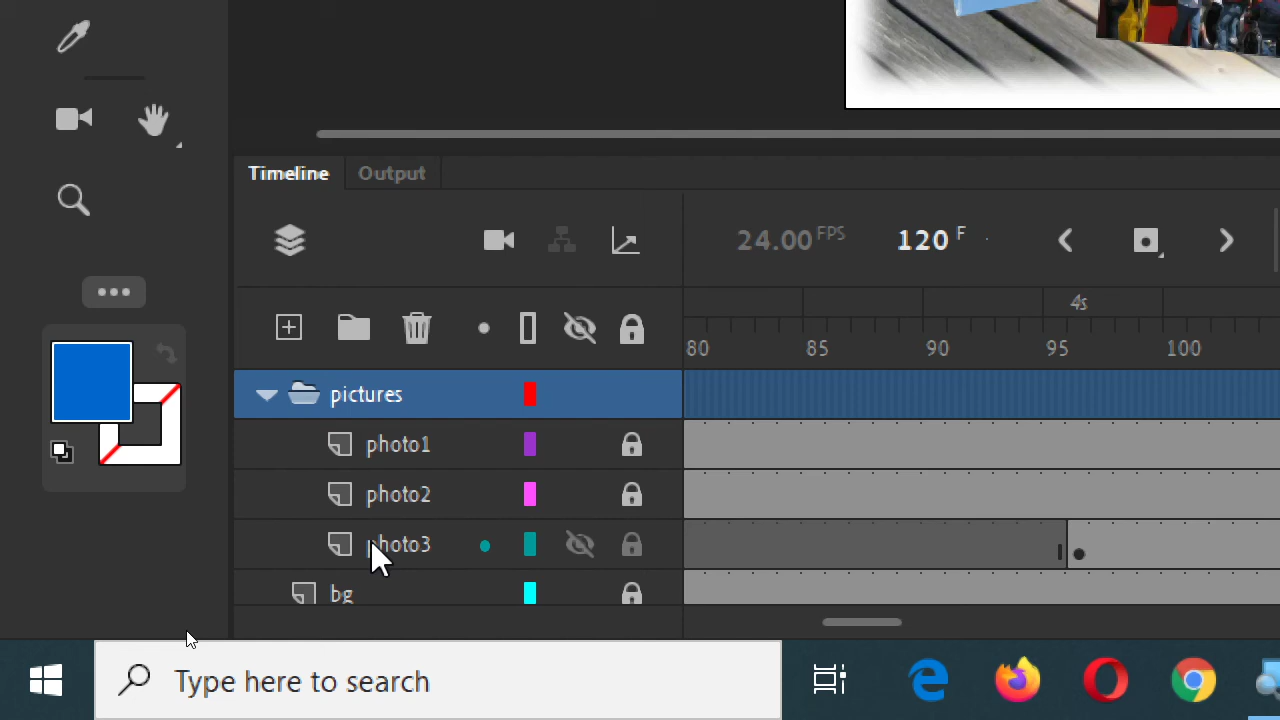 Timeline Output
24.00 FPS 120 F
4s
80 85 90 95 100
pictures
photo1
photo2
photo3
bg
Type here to search